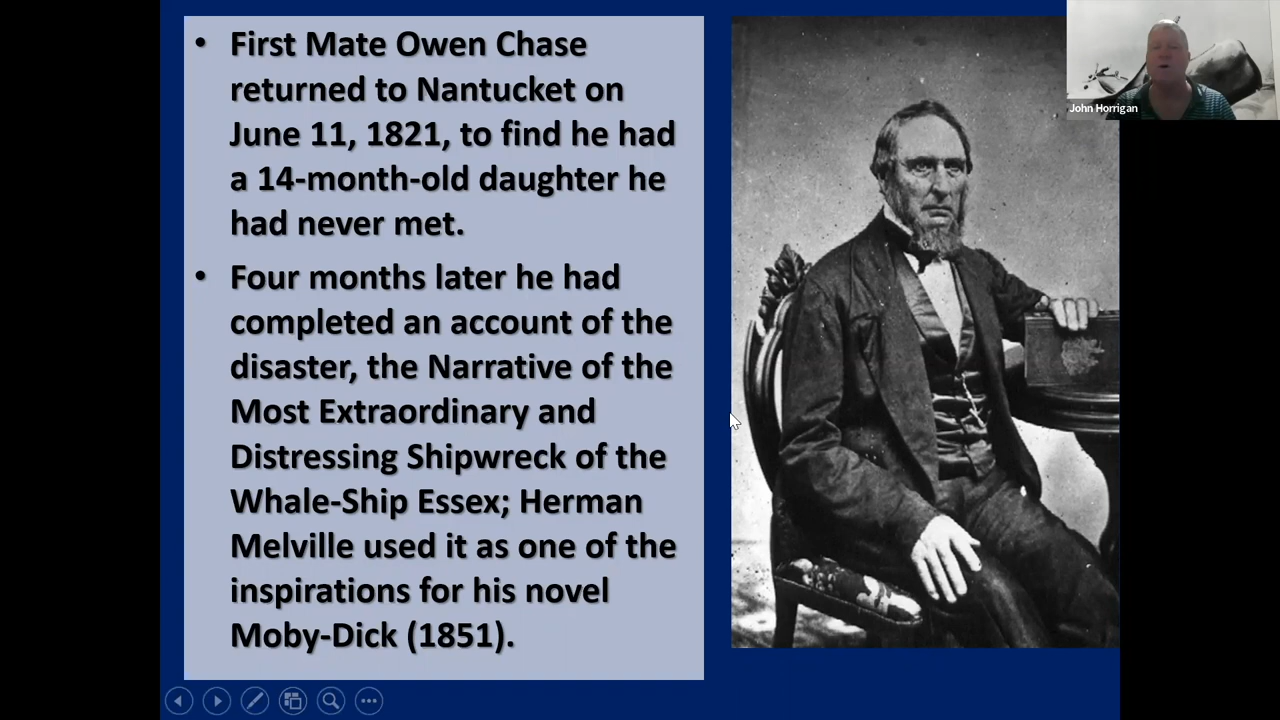 • First Mate Owen Chase
returned to Nantucket on
June 11, 1821, to find he had
a 14-month-old daughter he
had never met.
• Four months later he had
completed an account of the
disaster, the Narrative of the
Most Extraordinary and
Distressing Shipwreck of the
Whale-Ship Essex; Herman
Melville used it as one of the
inspirations for his novel
Moby-Dick (1851).
John Horrigan